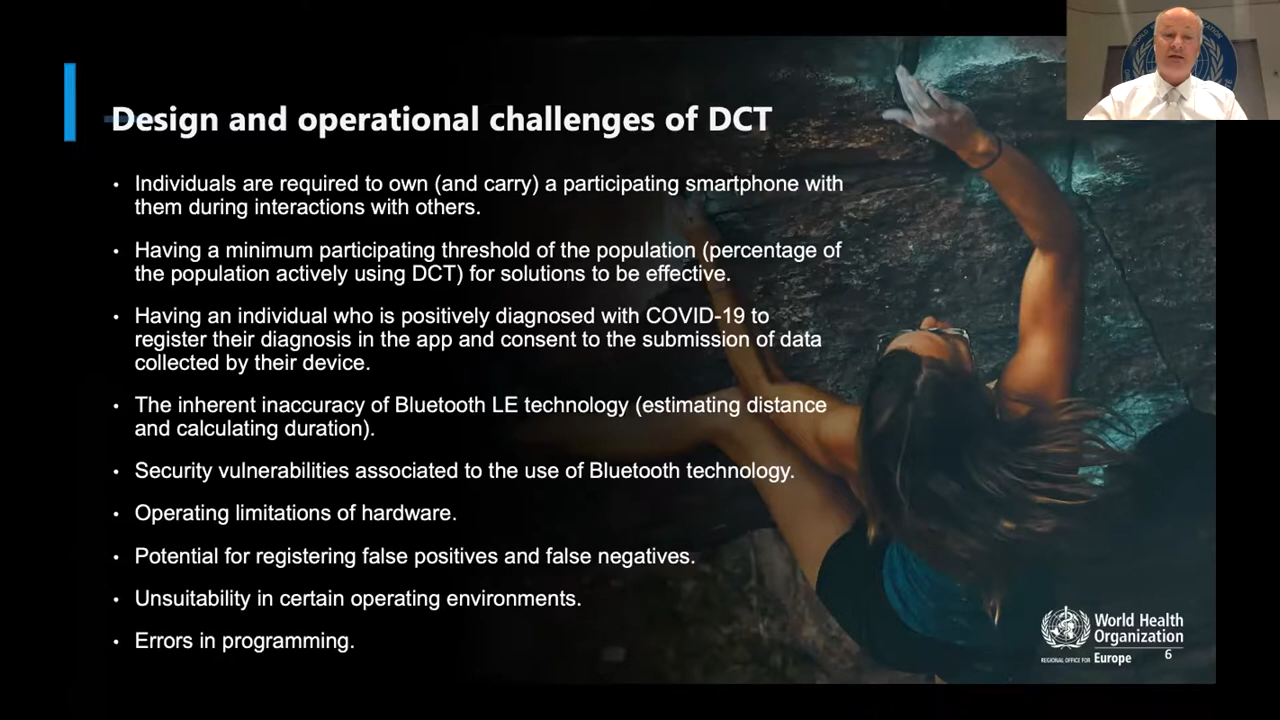 Design and operational challenges of DCT
• Individuals are required to own (and carry) a participating smartphone with
them during interactions with others.
• Having a minimum participating threshold of the population (percentage of
the population actively using DCT) for solutions to be effective.
• Having an individual who is positively diagnosed with COVID-19 to
register their diagnosis in the app and consent to the submission of data
collected by their device.
• The inherent inaccuracy of Bluetooth LE technology (estimating distance
and calculating duration).
• Security vulnerabilities associated to the use of Bluetooth technology.
• Operating limitations of hardware.
• Potential for registering false positives and false negatives.
• Unsuitability in certain operating environments.
• Errors in programming.
World Health
Organization
REGIONAL OFFICE FOR Europe
6